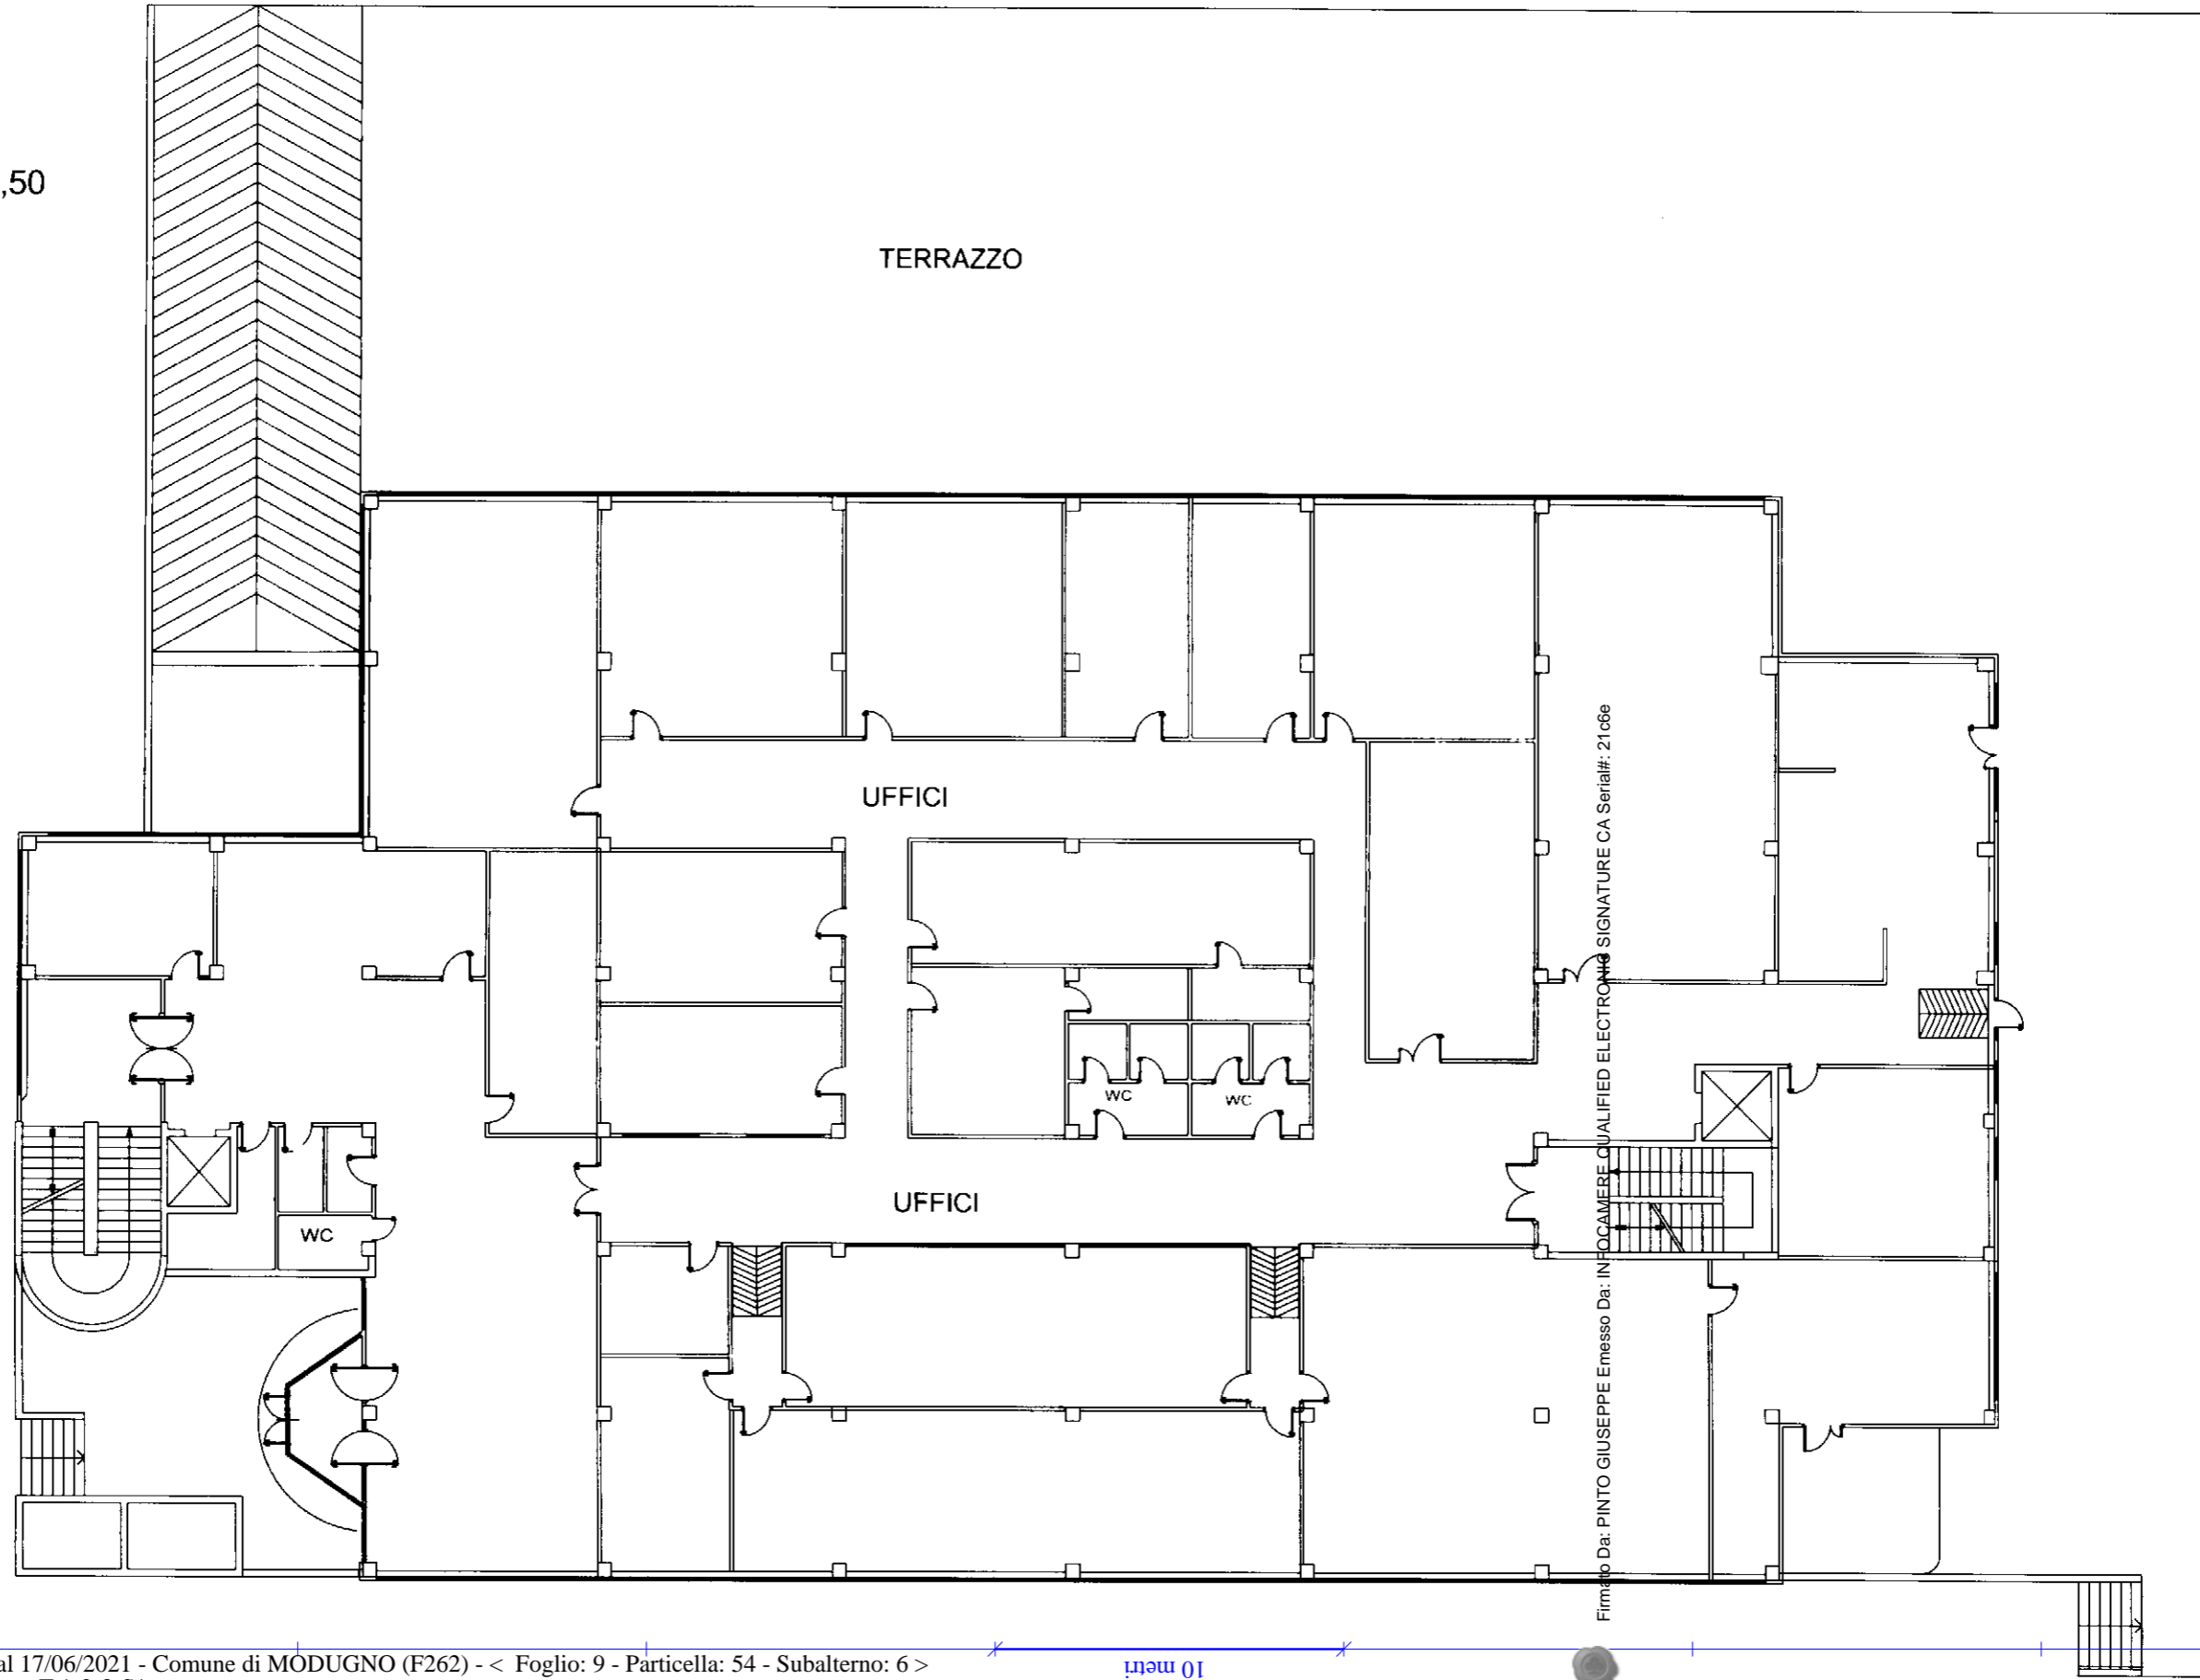 ,50
TERRAZZO
UFFICI
WC
WC
UFFICI
WC
Firmato Da: PINTO GIUSEPPE Emesso Da: INFOCAMERE QUALIFIED ELECTRONIC SIGNATURE CA Serial#: 21c6e
10 metri
al 17/06/2021 - Comune di MODUGNO (F262) - < Foglio: 9 - Particella: 54 - Subalterno: 6 >